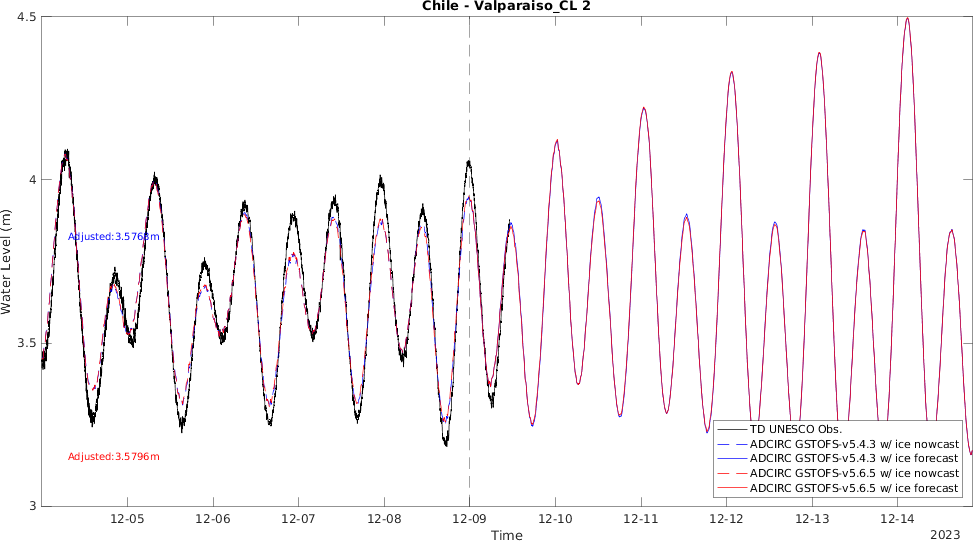 Chile - Valparaiso_CL 2
Water Level (m)
4.5
4
3.5
3
Adjusted:3.5768m
Adjusted:3.5796m
TD UNESCO Obs.
ADCIRC GSTOFS-v5.4.3 w/ ice nowcast
ADCIRC GSTOFS-v5.4.3 w/ ice forecast
ADCIRC GSTOFS-v5.6.5 w/ ice nowcast
ADCIRC GSTOFS-v5.6.5 w/ ice forecast
12-05 12-06 12-07 12-08 12-09 12-10 12-11 12-12 12-13 12-14
Time
2023